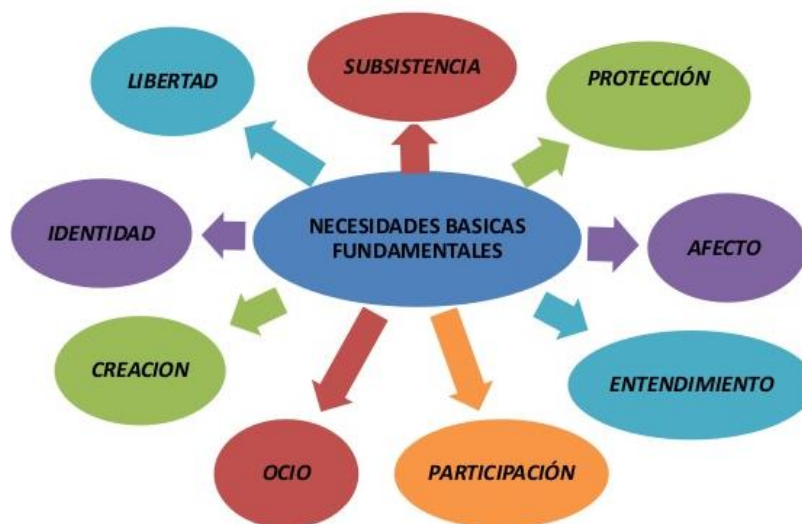 LIBERTAD
SUBSISTENCIA
PROTECCIÓN
IDENTIDAD
NECESIDADES BASICAS
FUNDAMENTALES
AFECTO
CREACION
ENTENDIMIENTO
OCIO
PARTICIPACIÓN